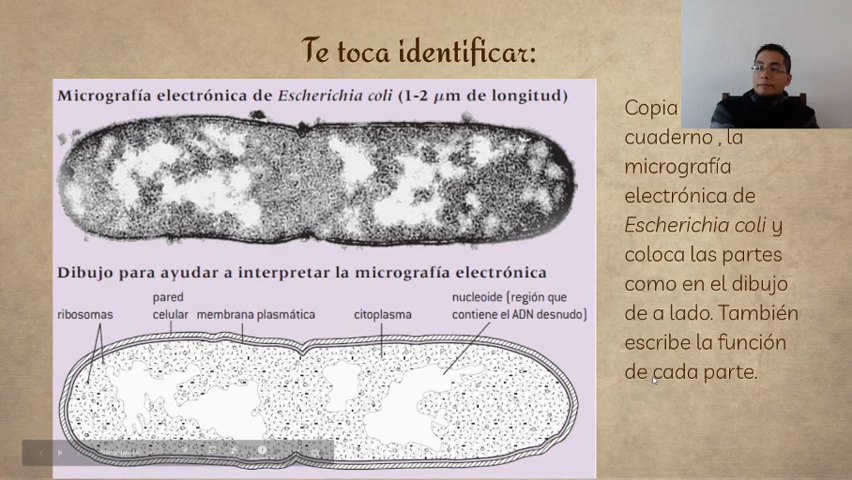 Te toca identificar:
Micrografía electrónica de Escherichia coli (1-2 µm de longitud)
Dibujo para ayudar a interpretar la micrografía electrónica
ribosomas
pared
celular
membrana plasmática
citoplasma
nucleoide (región que
contiene el ADN desnudo)
Copia
cuaderno , la
micrografía
electrónica de
Escherichia coli y
coloca las partes
como en el dibujo
de a lado. También
escribe la función
de cada parte.